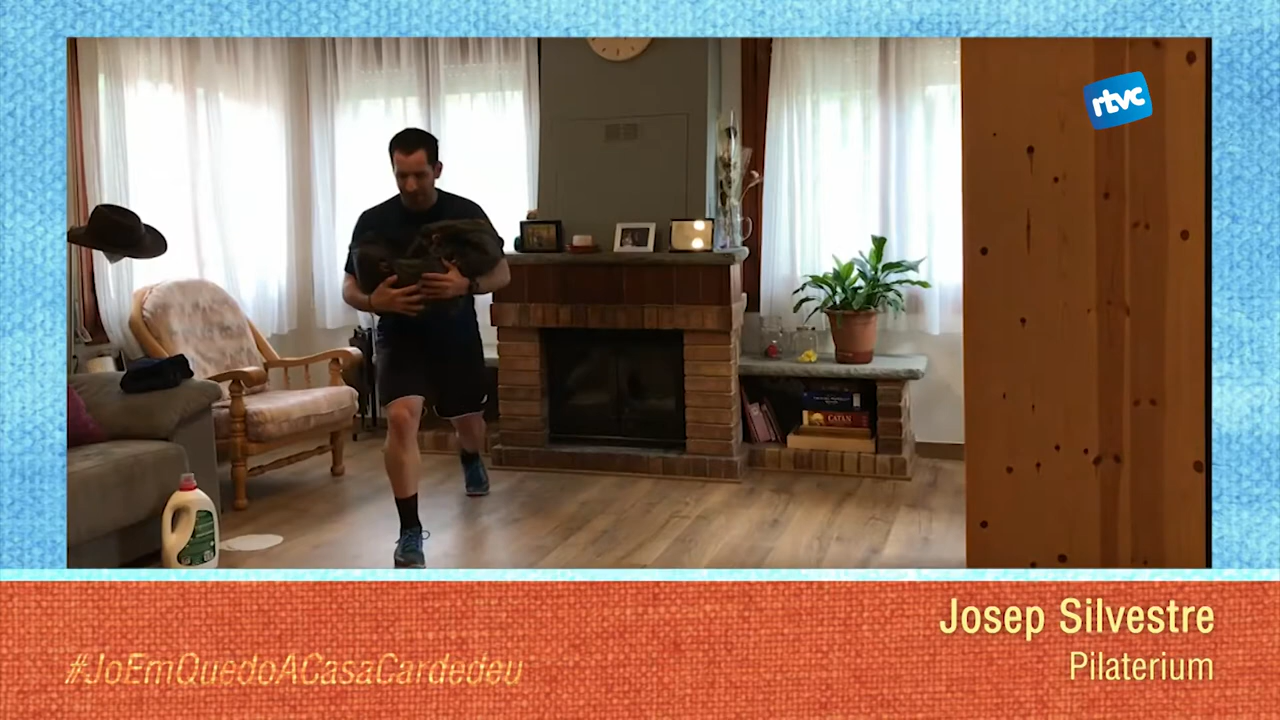 rtvc
CATAN
Josep Silvestre
#JoEmQuedoACasaCardedeu
Pilaterium